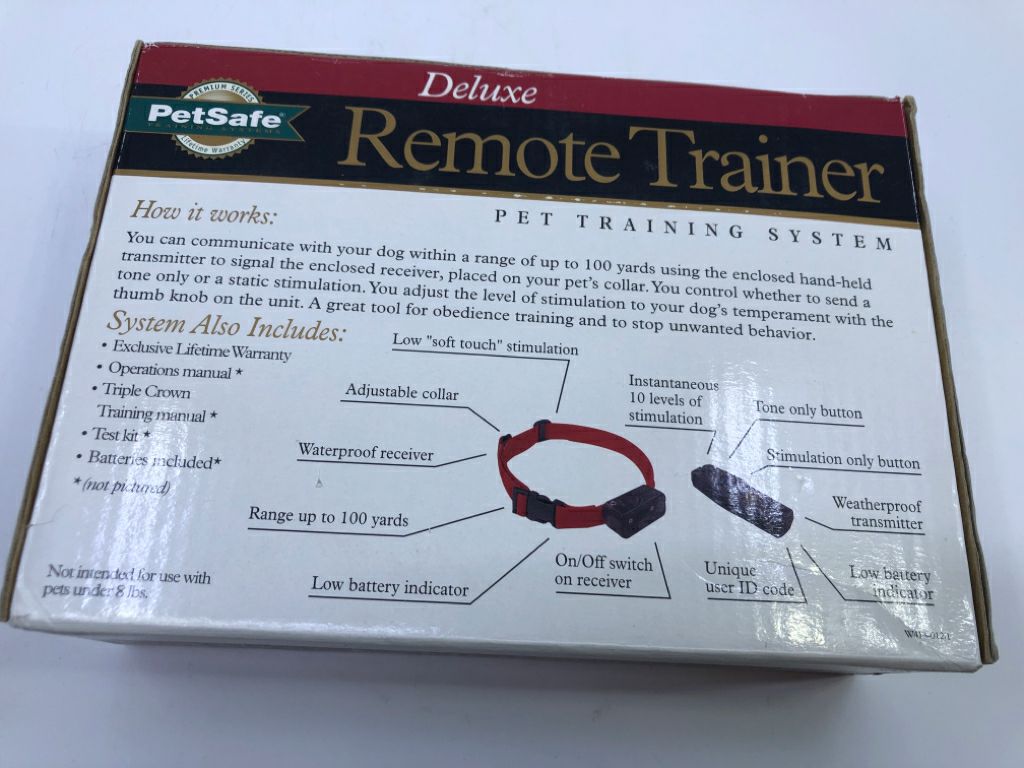 Deluxe
PREMIUM SERIES
PetSafe®
TRAINING SYSTEMS
Lifetime Warranty
Remote Trainer
PET TRAINING SYSTEM
How it works:
You can communicate with your dog within a range of up to 100 yards using the enclosed hand-held
transmitter to signal the enclosed receiver, placed on your pet's collar. You control whether to send a
tone only or a static stimulation. You adjust the level of stimulation to your dog's temperament with the
thumb knob on the unit. A great tool for obedience training and to stop unwanted behavior.
System Also Includes:
• Exclusive Lifetime Warranty
• Operations manual *
• Triple Crown
Training manual *
• Test kit *
• Batteries included*
*(not pictured)
Not intended for use with
pets under 8 lbs.
Low "soft touch" stimulation
Adjustable collar
Waterproof receiver
Range up to 100 yards
Low battery indicator
On/Off switch
on receiver
Instantaneous
10 levels of
stimulation
Tone only button
Stimulation only button
Weatherproof
transmitter
Unique
user ID code
Low battery
indicator